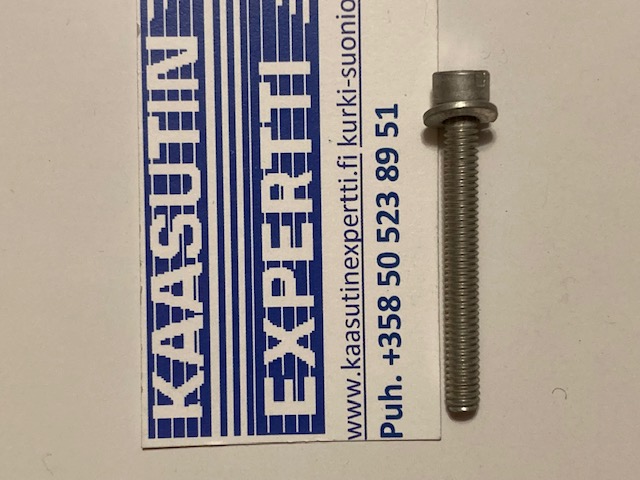 KAASUTIN
EXPERTTI
www.kaasutinexpertti.fi kurki-suonio
Puh. +358 50 523 89 51